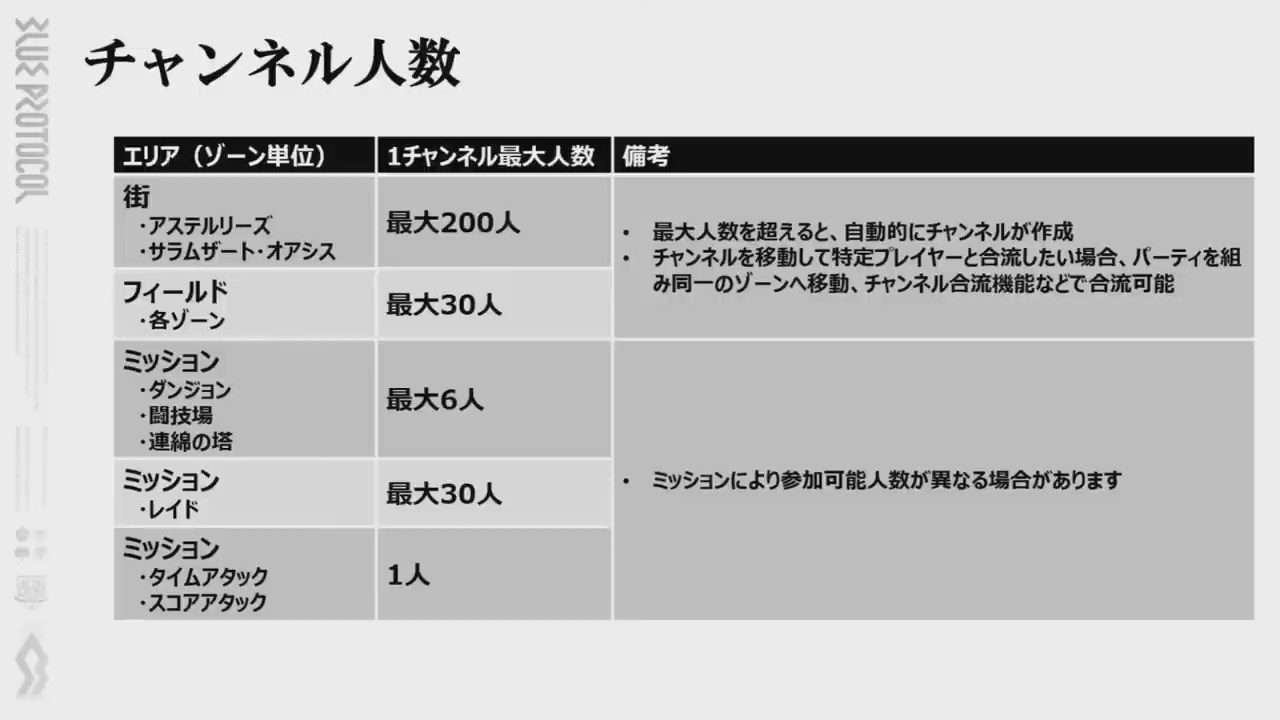 BLUE PROTOCOL
チャンネル人数
エリア（ゾーン単位）
1チャンネル最大人数
備考
街
・アステルリーズ
・サラムザート・オアシス
最大200人
• 最大人数を超えると、自動的にチャンネルが作成
• チャンネルを移動して特定プレイヤーと合流したい場合、パーティを組
み同一のゾーンへ移動、チャンネル合流機能などで合流可能
フィールド
・各ゾーン
最大30人
ミッション
・ダンジョン
・闘技場
・連綿の塔
最大6人
• ミッションにより参加可能人数が異なる場合があります
ミッション
・レイド
最大30人
ミッション
・タイムアタック
・スコアアタック
1人